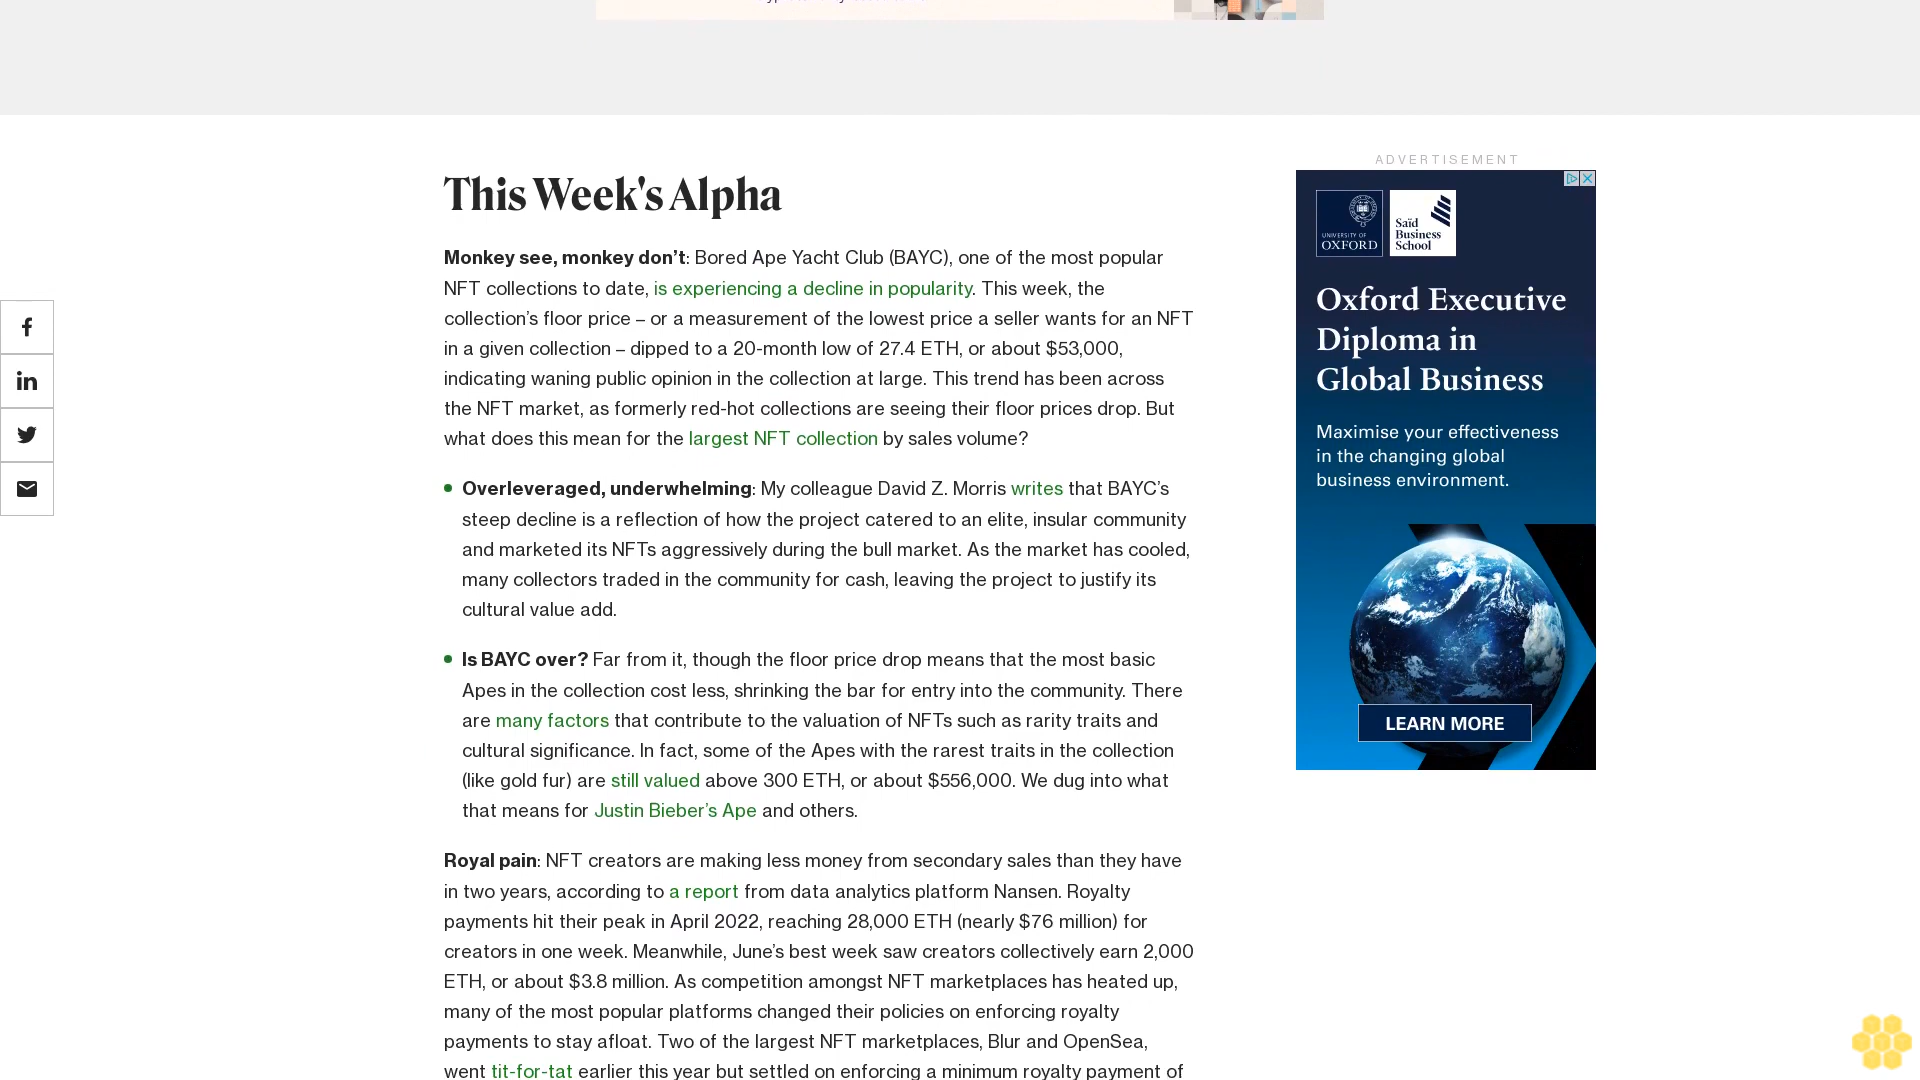 This Week's Alpha
Monkey see, monkey don’t: Bored Ape Yacht Club (BAYC), one of the most popular
NFT collections to date, is experiencing a decline in popularity. This week, the
collection’s floor price – or a measurement of the lowest price a seller wants for an NFT
in a given collection – dipped to a 20-month low of 27.4 ETH, or about $53,000,
indicating waning public opinion in the collection at large. This trend has been across
the NFT market, as formerly red-hot collections are seeing their floor prices drop. But
what does this mean for the largest NFT collection by sales volume?
Overleveraged, underwhelming: My colleague David Z. Morris writes that BAYC’s
steep decline is a reflection of how the project catered to an elite, insular community
and marketed its NFTs aggressively during the bull market. As the market has cooled,
many collectors traded in the community for cash, leaving the project to justify its
cultural value add.
Is BAYC over? Far from it, though the floor price drop means that the most basic
Apes in the collection cost less, shrinking the bar for entry into the community. There
are many factors that contribute to the valuation of NFTs such as rarity traits and
cultural significance. In fact, some of the Apes with the rarest traits in the collection
(like gold fur) are still valued above 300 ETH, or about $556,000. We dug into what
that means for Justin Bieber’s Ape and others.
Royal pain: NFT creators are making less money from secondary sales than they have
in two years, according to a report from data analytics platform Nansen. Royalty
payments hit their peak in April 2022, reaching 28,000 ETH (nearly $76 million) for
creators in one week. Meanwhile, June’s best week saw creators collectively earn 2,000
ETH, or about $3.8 million. As competition amongst NFT marketplaces has heated up,
many of the most popular platforms changed their policies on enforcing royalty
payments to stay afloat. Two of the largest NFT marketplaces, Blur and OpenSea,
went tit-for-tat earlier this year but settled on enforcing a minimum royalty payment of
ADVERTISEMENT
UNIVERSITY OF
OXFORD
Saïd
Business
School
Oxford Executive
Diploma in
Global Business
Maximise your effectiveness
in the changing global
business environment.
LEARN MORE